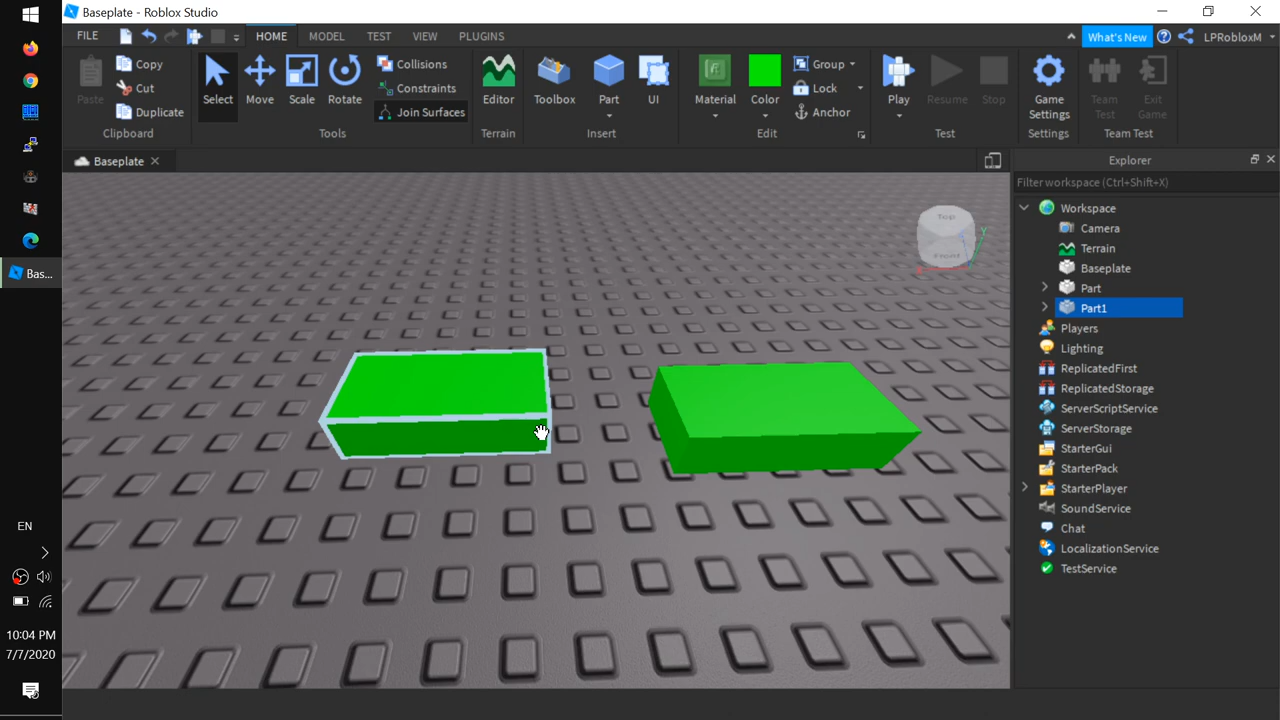 Baseplate - Roblox Studio
FILE HOME MODEL TEST VIEW PLUGINS What's New LPRobloxM
Paste Copy Cut Duplicate
Clipboard
Select Move Scale Rotate Collisions Constraints Join Surfaces
Tools
Editor
Terrain
Toolbox Part UI
Insert
Material Color Group Lock Anchor
Edit
Play Resume Stop
Test
Game Settings
Settings
Team Test Exit Game
Team Test
Baseplate
Top
Front
Y
Explorer
Filter workspace (Ctrl+Shift+X)
Workspace
Camera
Terrain
Baseplate
Part
Part1
Players
Lighting
ReplicatedFirst
ReplicatedStorage
ServerScriptService
ServerStorage
StarterGui
StarterPack
StarterPlayer
SoundService
Chat
LocalizationService
TestService
Bas...
EN
10:04 PM
7/7/2020